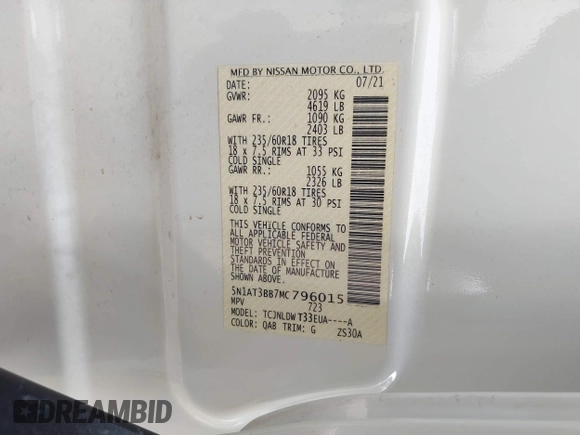 MFD BY NISSAN MOTOR CO., LTD.
DATE: 07/21
GVWR: 2095 KG
4619 LB
GAWR FR.: 1090 KG
2403 LB
WITH 235/60R18 TIRES
18 x 7.5 RIMS AT 33 PSI
COLD SINGLE
GAWR RR.: 1055 KG
2326 LB
WITH 235/60R18 TIRES
18 x 7.5 RIMS AT 30 PSI
COLD SINGLE
THIS VEHICLE CONFORMS TO
ALL APPLICABLE FEDERAL
MOTOR VEHICLE SAFETY AND
THEFT PREVENTION
STANDARDS IN EFFECT ON
THE DATE OF MANUFACTURE
SHOWN ABOVE.
5N1AT3BB7MC796015
MPV 723
MODEL: TCJNLDWT33EUA----A
COLOR: QAB TRIM: G ZS30A
DREAMBID